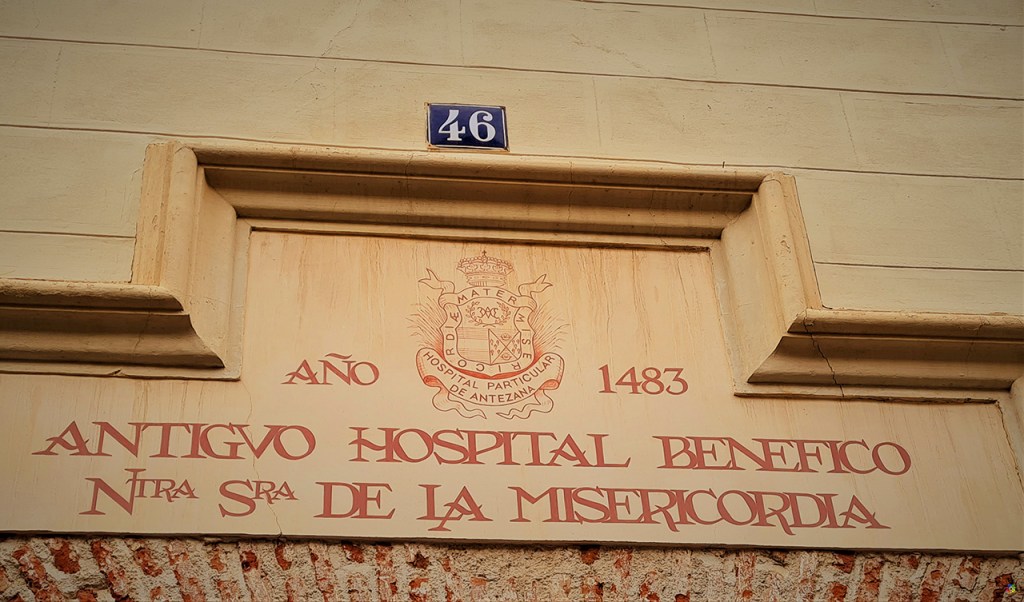 46
MATER MISERICORDIÆ
HOSPITAL PARTICULAR
DE ANTEZANA
AÑO 1483
ANTIGVO HOSPITAL BENEFICO
NTRA SRA DE LA MISERICORDIA